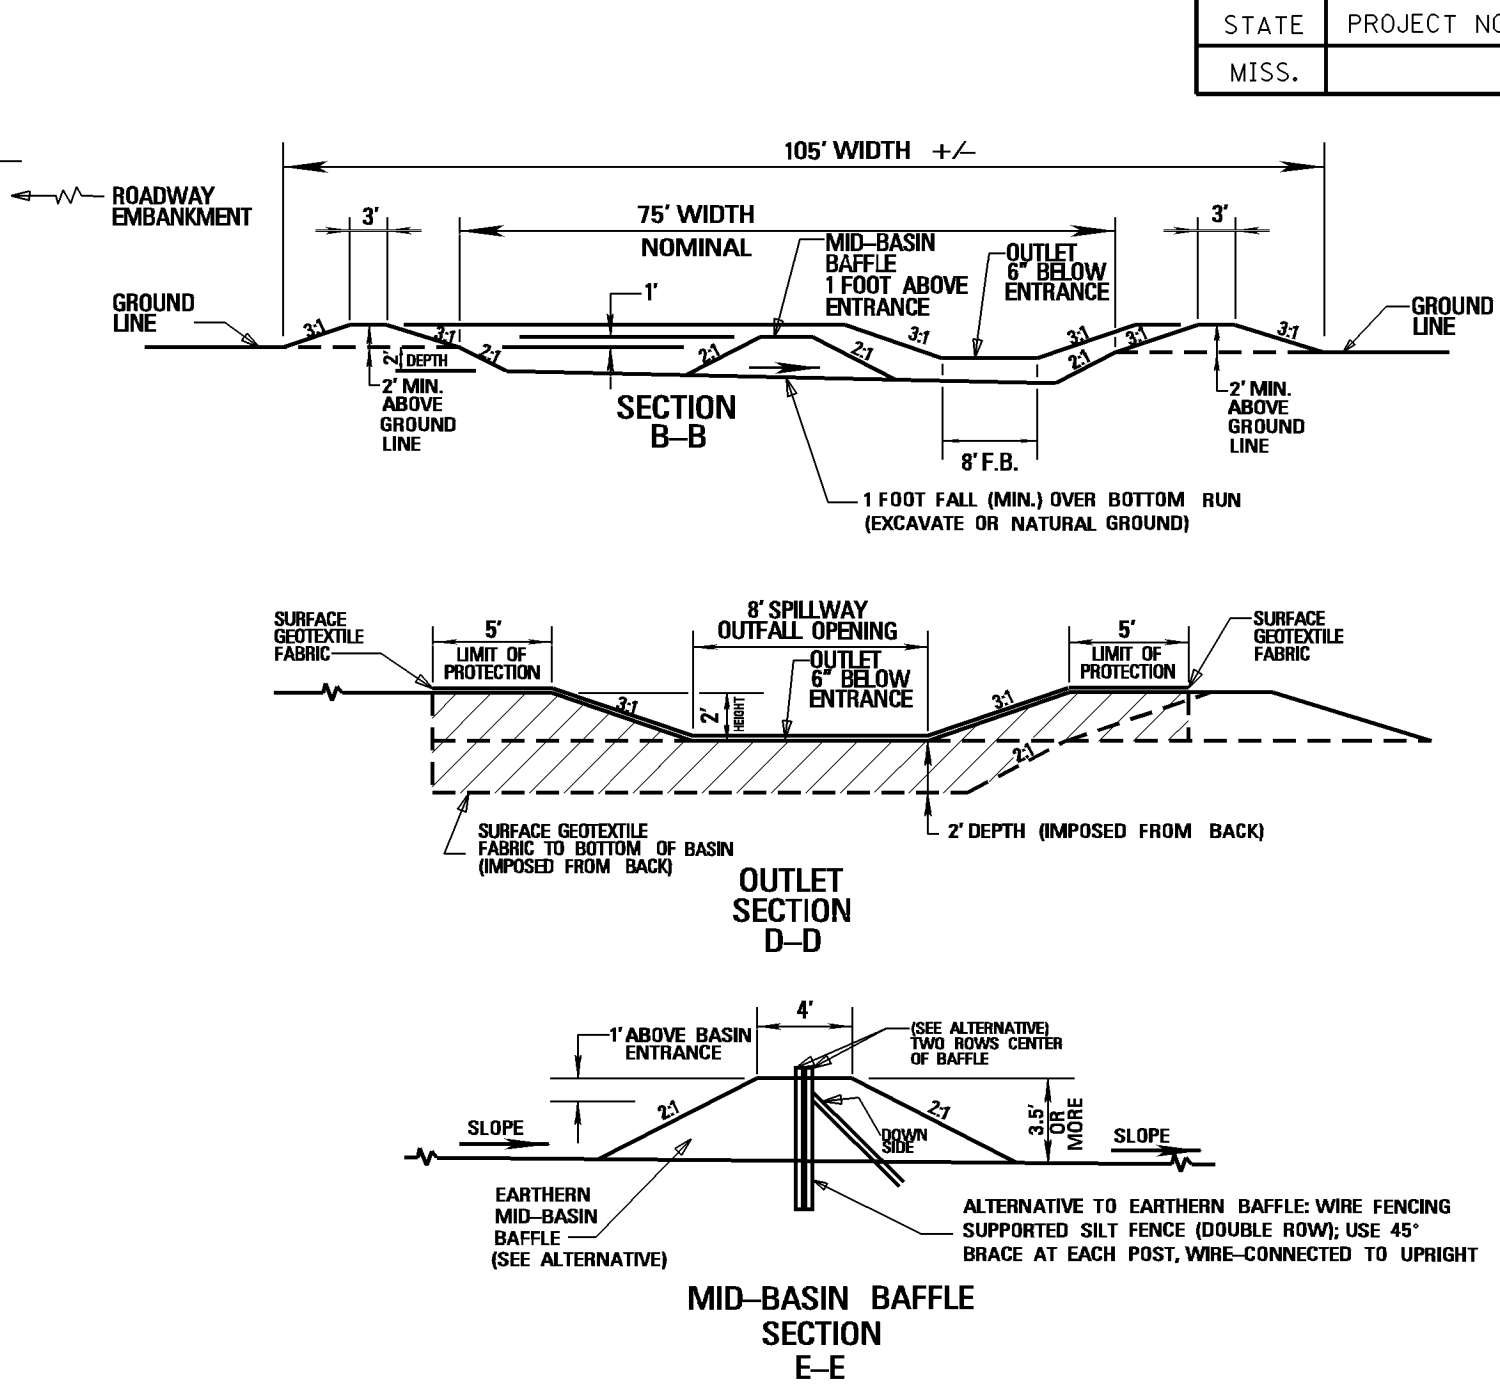 STATE
PROJECT NO
MISS.
105' WIDTH +/–
ROADWAY
EMBANKMENT
3'
75' WIDTH
NOMINAL
3'
MID–BASIN
BAFFLE
1 FOOT ABOVE
ENTRANCE
OUTLET
6" BELOW
ENTRANCE
1'
GROUND
LINE
GROUND
LINE
3:1
3:1
3:1
3:1
3:1
3:1
2:1
2:1
2:1
2:1
2'
DEPTH
2' MIN.
ABOVE
GROUND
LINE
2' MIN.
ABOVE
GROUND
LINE
SECTION
B–B
8' F.B.
1 FOOT FALL (MIN.) OVER BOTTOM RUN
(EXCAVATE OR NATURAL GROUND)
SURFACE
GEOTEXTILE
FABRIC
5'
LIMIT OF
PROTECTION
8' SPILLWAY
OUTFALL OPENING
OUTLET
6" BELOW
ENTRANCE
5'
LIMIT OF
PROTECTION
SURFACE
GEOTEXTILE
FABRIC
3:1
2'
HEIGHT
3:1
2:1
SURFACE GEOTEXTILE
FABRIC TO BOTTOM OF BASIN
(IMPOSED FROM BACK)
2' DEPTH (IMPOSED FROM BACK)
OUTLET
SECTION
D–D
4'
1' ABOVE BASIN
ENTRANCE
(SEE ALTERNATIVE)
TWO ROWS CENTER
OF BAFFLE
2:1
2:1
3.5'
OR
MORE
SLOPE
DOWN
SIDE
SLOPE
EARTHERN
MID–BASIN
BAFFLE
(SEE ALTERNATIVE)
ALTERNATIVE TO EARTHERN BAFFLE: WIRE FENCING
SUPPORTED SILT FENCE (DOUBLE ROW); USE 45°
BRACE AT EACH POST, WIRE–CONNECTED TO UPRIGHT
MID–BASIN BAFFLE
SECTION
E–E